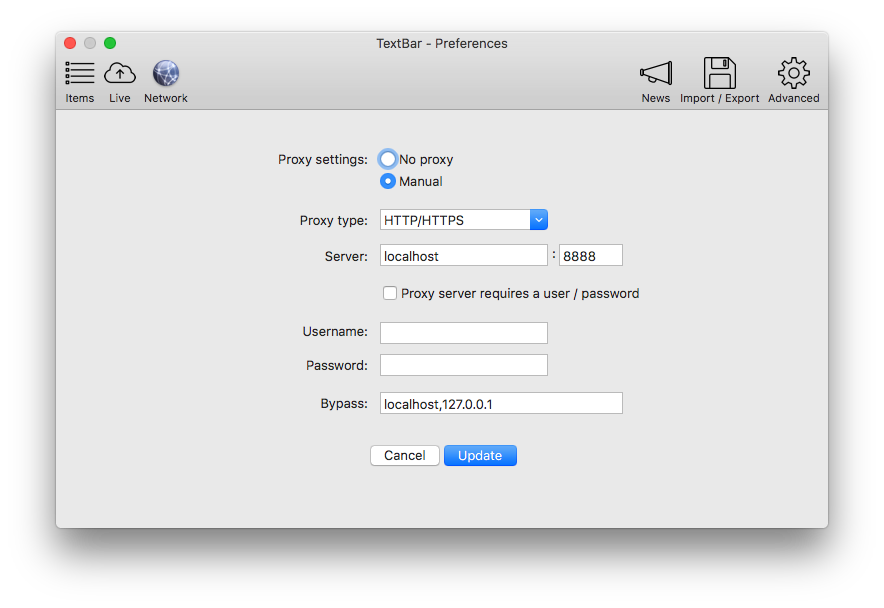 TextBar - Preferences
Items Live Network News Import / Export Advanced
Proxy settings: No proxy
Manual
Proxy type: HTTP/HTTPS
Server: localhost : 8888
Proxy server requires a user / password
Username:
Password:
Bypass: localhost,127.0.0.1
Cancel Update